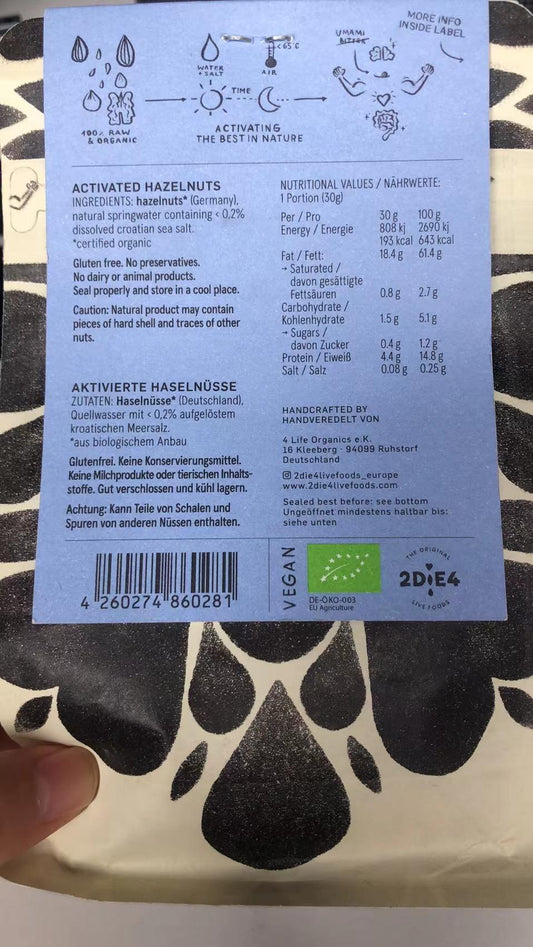 MORE INFO
INSIDE LABEL
WATER
+ SALT
<65°C
AIR
UMAMI
BITTER
TIME
100% RAW
& ORGANIC
ACTIVATING
THE BEST IN NATURE
ACTIVATED HAZELNUTS
INGREDIENTS: hazelnuts* (Germany),
natural springwater containing < 0,2%
dissolved croatian sea salt.
*certified organic
Gluten free. No preservatives.
No dairy or animal products.
Seal properly and store in a cool place.
Caution: Natural product may contain
pieces of hard shell and traces of other
nuts.
AKTIVIERTE HASELNÜSSE
ZUTATEN: Haselnüsse* (Deutschland),
Quellwasser mit < 0,2% aufgelöstem
kroatischen Meersalz.
*aus biologischem Anbau
Glutenfrei. Keine Konservierungsmittel.
Keine Milchprodukte oder tierischen Inhalts-
stoffe. Gut verschlossen und kühl lagern.
Achtung: Kann Teile von Schalen und
Spuren von anderen Nüssen enthalten.
NUTRITIONAL VALUES / NÄHRWERTE:
1 Portion (30g)
Per / Pro 30 g 100 g
Energy / Energie 808 kj 2690 kj
193 kcal 643 kcal
Fat / Fett: 18.4 g 61.4 g
→ Saturated /
davon gesättigte
Fettsäuren 0.8 g 2.7 g
Carbohydrate /
Kohlenhydrate 1.5 g 5.1 g
→ Sugars /
davon Zucker 0.4 g 1.2 g
Protein / Eiweiß 4.4 g 14.8 g
Salt / Salz 0.08 g 0.25 g
HANDCRAFTED BY
HANDVEREDELT VON
4 Life Organics e.K.
16 Kleeberg · 94099 Ruhstorf
Deutschland
2die4livefoods_europe
www.2die4livefoods.com
Sealed best before: see bottom
Ungeöffnet mindestens haltbar bis:
siehe unten
4 260274 860281
VEGAN
DE-ÖKO-003
EU Agriculture
THE ORIGINAL
2DiE4
LIVE FOODS